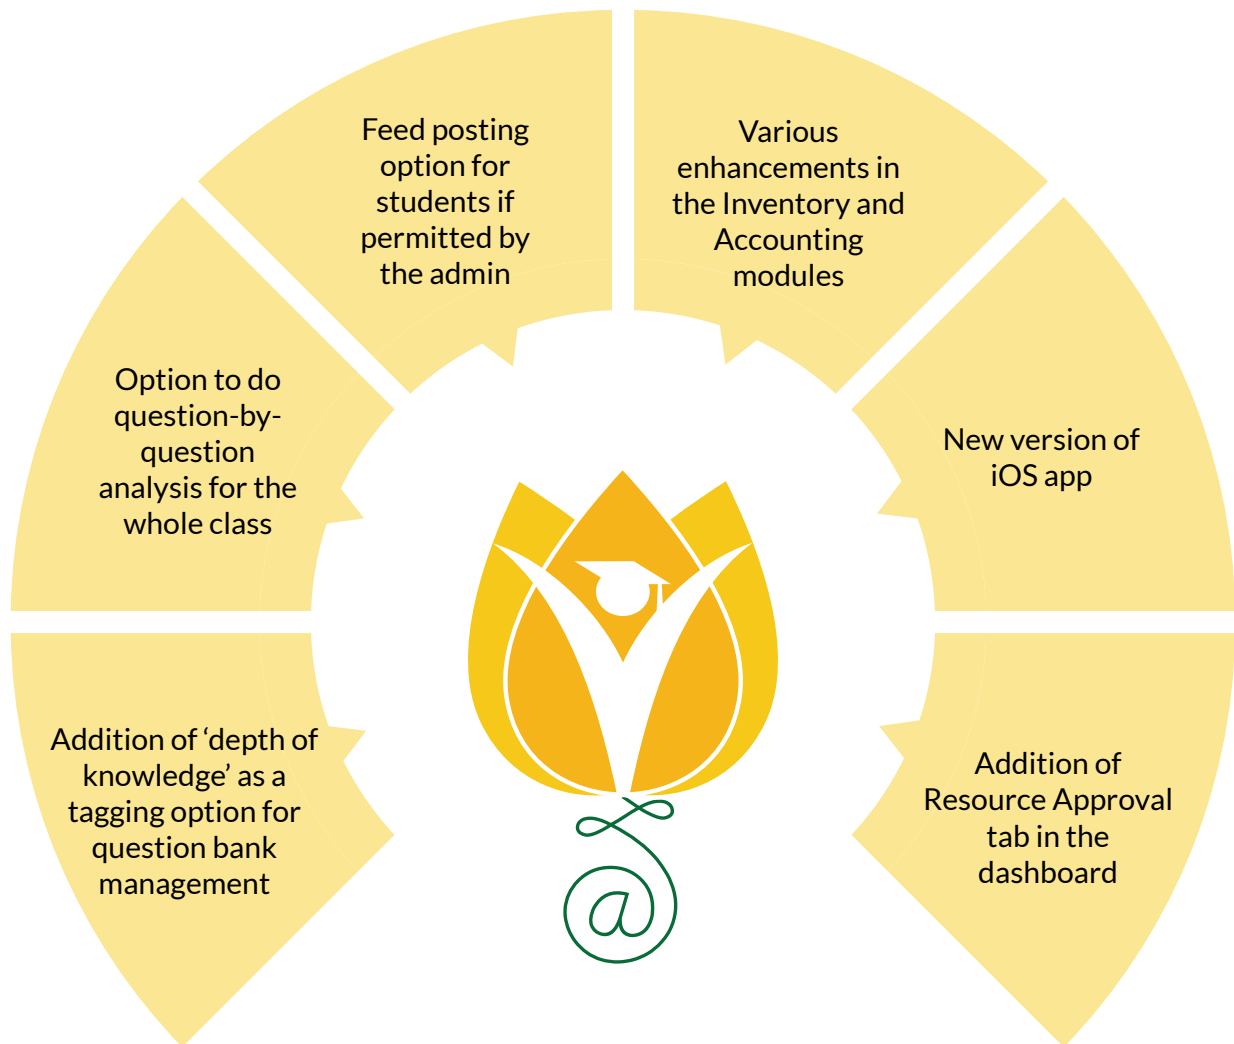 Feed posting
option for
students if
permitted by
the admin
Various
enhancements in
the Inventory and
Accounting
modules
Option to do
question-by-
question
analysis for the
whole class
New version of
iOS app
Addition of ‘depth of
knowledge’ as a
tagging option for
question bank
management
Addition of
Resource Approval
tab in the
dashboard
@